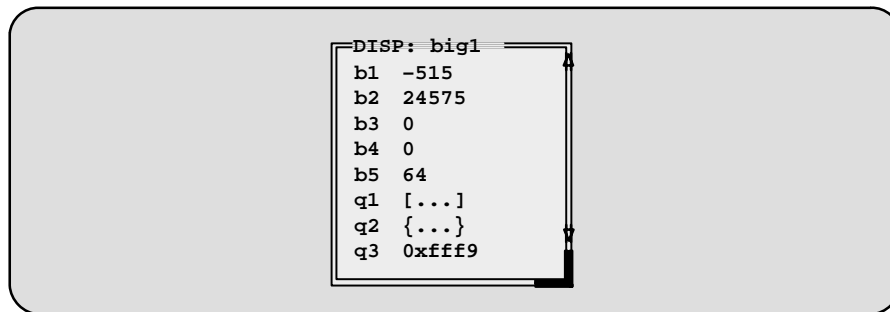 DISP: big1
b1 –515
b2 24575
b3 0
b4 0
b5 64
q1 [...]
q2 {...}
q3 0xfff9